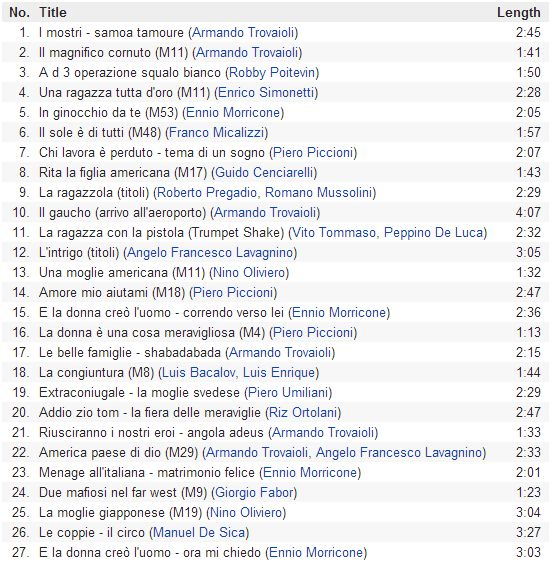 No. Title Length
1. I mostri - samoa tamoure (Armando Trovaioli) 2:45
2. Il magnifico cornuto (M11) (Armando Trovaioli) 1:41
3. A d 3 operazione squalo bianco (Robby Poitevin) 1:50
4. Una ragazza tutta d'oro (M11) (Enrico Simonetti) 2:28
5. In ginocchio da te (M53) (Ennio Morricone) 2:05
6. Il sole è di tutti (M48) (Franco Micalizzi) 1:57
7. Chi lavora è perduto - tema di un sogno (Piero Piccioni) 2:07
8. Rita la figlia americana (M17) (Guido Cenciarelli) 1:43
9. La ragazzola (titoli) (Roberto Pregadio, Romano Mussolini) 2:29
10. Il gaucho (arrivo all'aeroporto) (Armando Trovaioli) 4:07
11. La ragazza con la pistola (Trumpet Shake) (Vito Tommaso, Peppino De Luca) 2:32
12. L'intrigo (titoli) (Angelo Francesco Lavagnino) 3:05
13. Una moglie americana (M11) (Nino Oliviero) 1:32
14. Amore mio aiutami (M18) (Piero Piccioni) 2:47
15. E la donna creò l'uomo - correndo verso lei (Ennio Morricone) 2:36
16. La donna è una cosa meravigliosa (M4) (Piero Piccioni) 1:13
17. Le belle famiglie - shabadabada (Armando Trovaioli) 2:15
18. La congiuntura (M8) (Luis Bacalov, Luis Enrique) 1:44
19. Extraconiugale - la moglie svedese (Piero Umiliani) 2:29
20. Addio zio tom - la fiera delle meraviglie (Riz Ortolani) 2:47
21. Riusciranno i nostri eroi - angola adeus (Armando Trovaioli) 1:33
22. America paese di dio (M29) (Armando Trovaioli, Angelo Francesco Lavagnino) 2:33
23. Menage all'italiana - matrimonio felice (Ennio Morricone) 2:01
24. Due mafiosi nel far west (M9) (Giorgio Fabor) 1:23
25. La moglie giapponese (M19) (Nino Oliviero) 3:04
26. Le coppie - il circo (Manuel De Sica) 3:27
27. E la donna creò l'uomo - ora mi chiedo (Ennio Morricone) 3:03